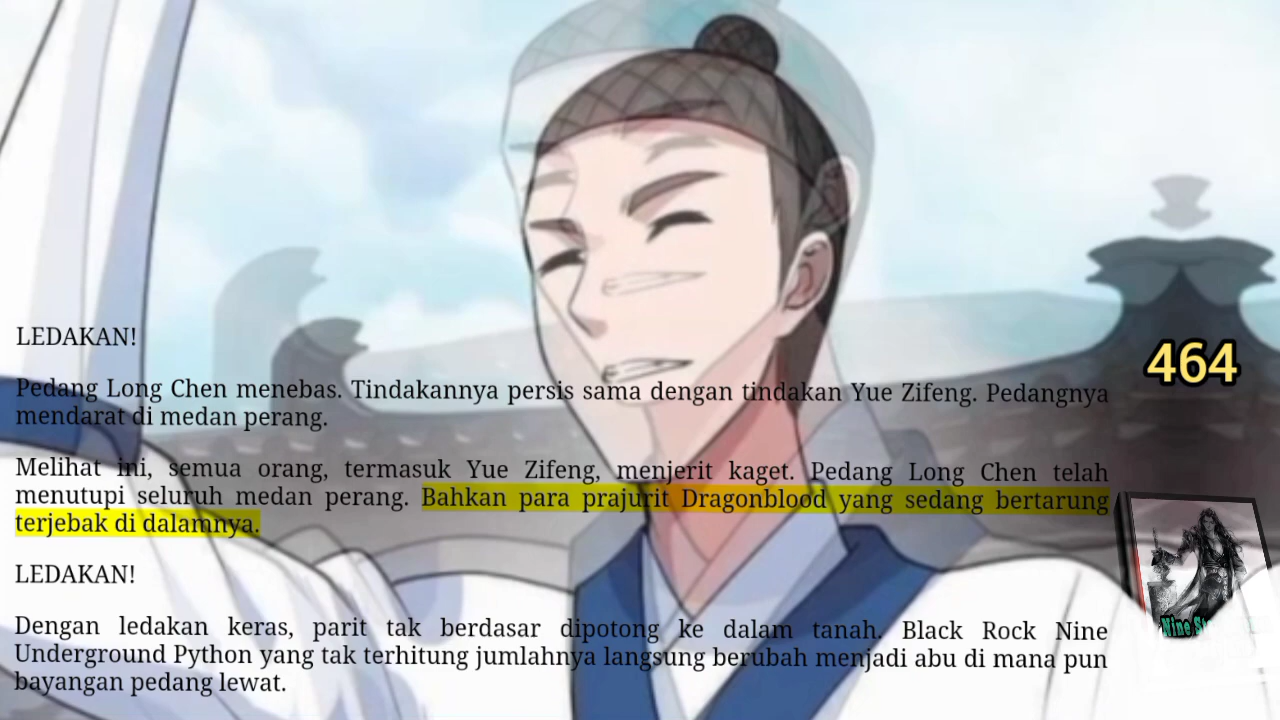 LEDAKAN!
Pedang Long Chen menebas. Tindakannya persis sama dengan tindakan Yue Zifeng. Pedangnya
mendarat di medan perang.
Melihat ini, semua orang, termasuk Yue Zifeng, menjerit kaget. Pedang Long Chen telah
menutupi seluruh medan perang. Bahkan para prajurit Dragonblood yang sedang bertarung
terjebak di dalamnya.
LEDAKAN!
Dengan ledakan keras, parit tak berdasar dipotong ke dalam tanah. Black Rock Nine
Underground Python yang tak terhitung jumlahnya langsung berubah menjadi abu di mana pun
bayangan pedang lewat.
464
Nine